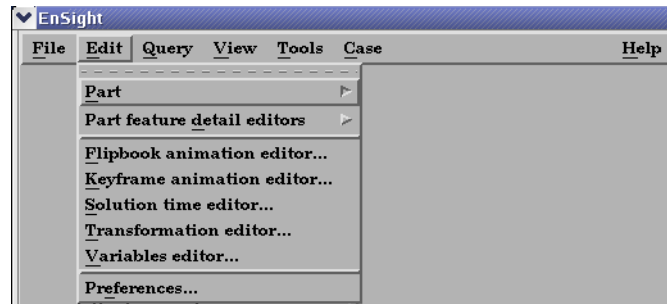 EnSight
File Edit Query View Tools Case Help
Part
Part feature detail editors
Flipbook animation editor...
Keyframe animation editor...
Solution time editor...
Transformation editor...
Variables editor...
Preferences...